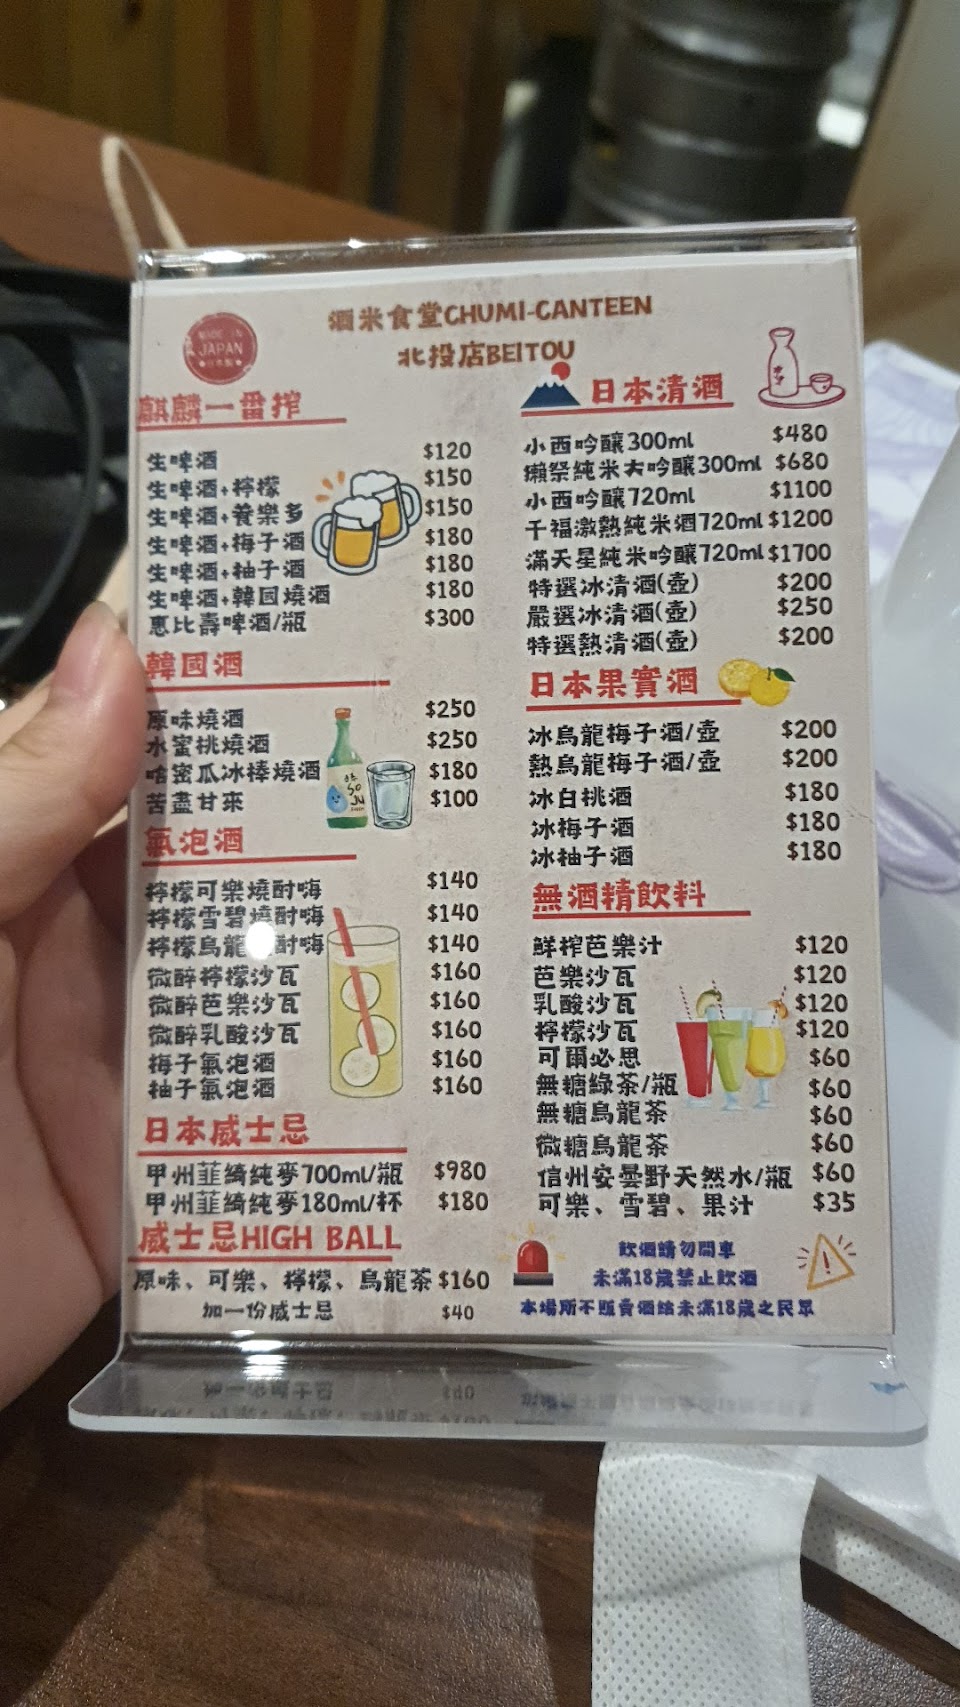 酒米食堂CHUMI-CANTEEN
北投店BEITOU
MADE IN
JAPAN
日本製
麒麟一番搾
生啤酒 $120
生啤酒+檸檬 $150
生啤酒+養樂多 $150
生啤酒+梅子酒 $180
生啤酒+柚子酒 $180
生啤酒+韓國燒酒 $180
惠比壽啤酒/瓶 $300
韓國酒
原味燒酒 $250
水蜜桃燒酒 $250
哈蜜瓜冰棒燒酒 $180
苦盡甘來 $100
SOJU
氣泡酒
檸檬可樂燒酎嗨 $140
檸檬雪碧燒酎嗨 $140
檸檬烏龍 酎嗨 $140
微醉檸檬沙瓦 $160
微醉芭樂沙瓦 $160
微醉乳酸沙瓦 $160
梅子氣泡酒 $160
柚子氣泡酒 $160
日本威士忌
甲州韮綺純麥700ml/瓶 $980
甲州韮綺純麥180ml/杯 $180
威士忌HIGH BALL
原味、可樂、檸檬、烏龍茶 $160
加一份威士忌 $40
日本清酒
小西吟釀300ml $480
獺祭純米大吟釀300ml $680
小西吟釀720ml $1100
千福激熱純米酒720ml $1200
滿天星純米吟釀720ml $1700
特選冰清酒(壺) $200
嚴選冰清酒(壺) $250
特選熱清酒(壺) $200
日本果實酒
冰烏龍梅子酒/壺 $200
熱烏龍梅子酒/壺 $200
冰白桃酒 $180
冰梅子酒 $180
冰柚子酒 $180
無酒精飲料
鮮搾芭樂汁 $120
芭樂沙瓦 $120
乳酸沙瓦 $120
檸檬沙瓦 $120
可爾必思 $60
無糖綠茶/瓶 $60
無糖烏龍茶 $60
微糖烏龍茶 $60
信州安曇野天然水/瓶 $60
可樂、雪碧、果汁 $35
飲酒請勿開車
未滿18歲禁止飲酒
本場所不販賣酒給未滿18歲之民眾